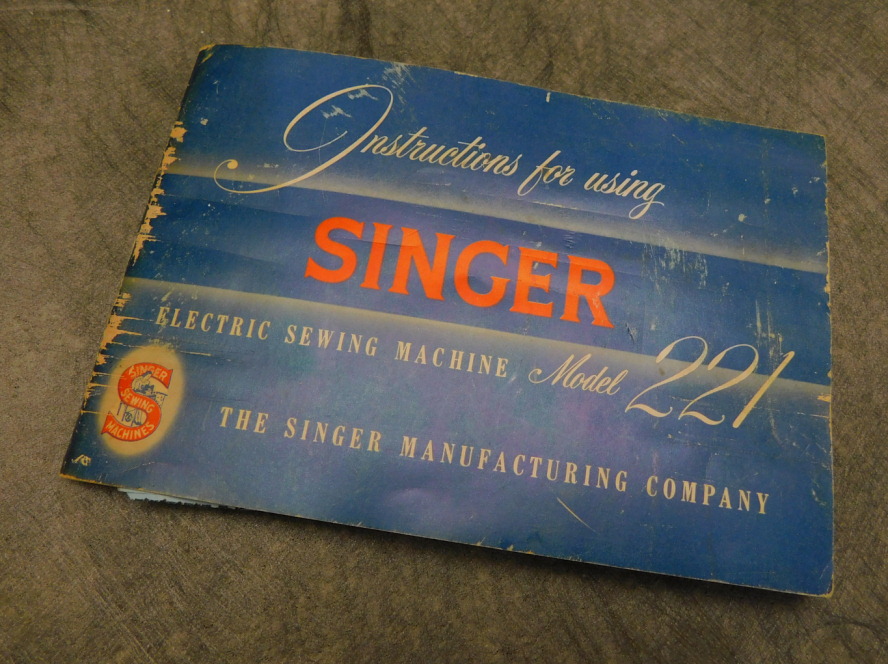 Instructions for using
SINGER
ELECTRIC SEWING MACHINE Model 221
THE SINGER MANUFACTURING COMPANY
SINGER
SEWING
MACHINES